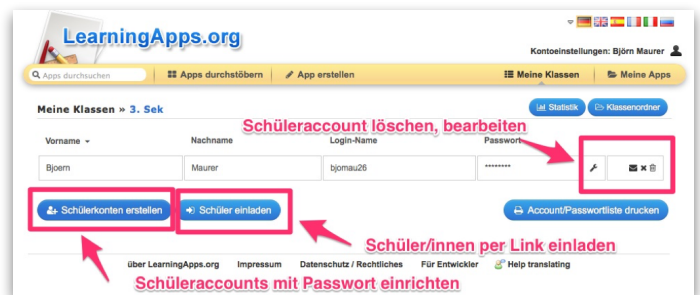 LearningApps.org
Kontoeinstellungen: Björn Maurer
Apps durchsuchen
Apps durchstöbern
App erstellen
Meine Klassen
Meine Apps
Meine Klassen » 3. Sek
Statistik
Klassenordner
Schüleraccount löschen, bearbeiten
Vorname
Nachname
Login-Name
Passwort
Bjoern
Maurer
bjomau26
********
Schülerkonten erstellen
Schüler einladen
Account/Passwortliste drucken
Schüler/innen per Link einladen
über LearningApps.org
Impressum
Datenschutz / Rechtliches
Für Entwickler
Help translating
Schüleraccounts mit Passwort einrichten